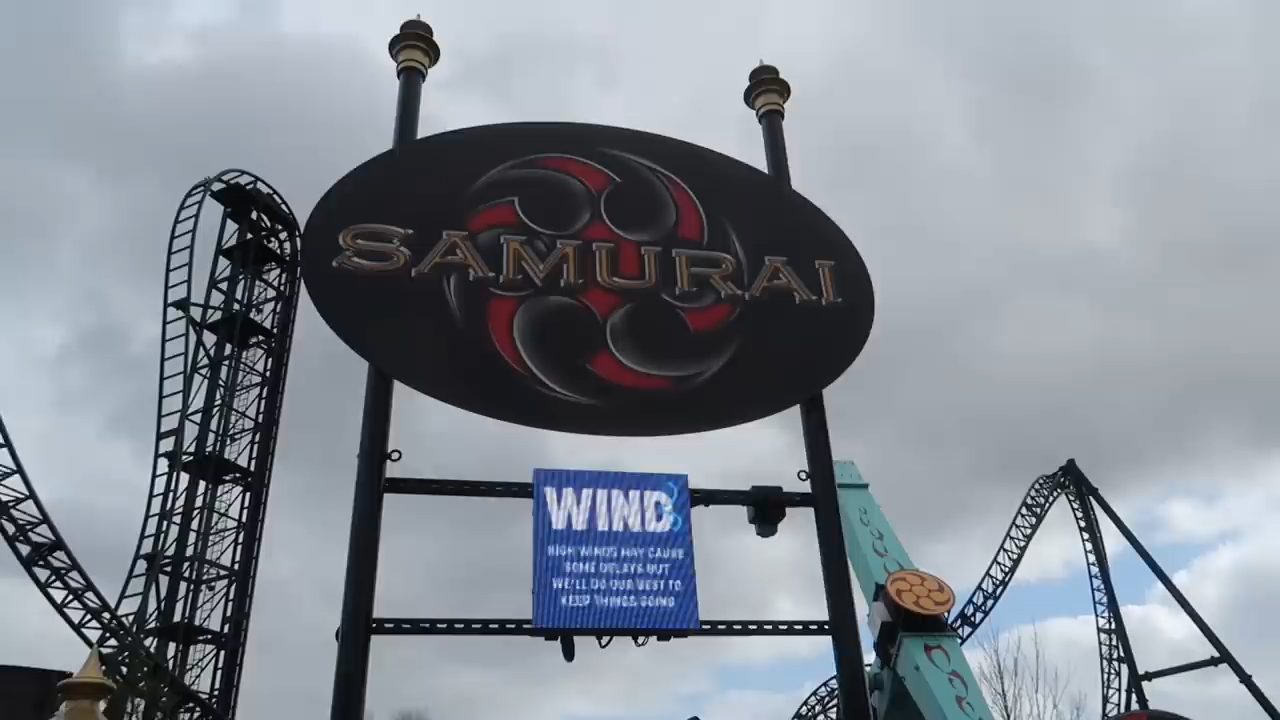 SAMURAI
WIND
HIGH WINDS MAY CAUSE
SOME DELAYS BUT
WE'LL DO OUR BEST TO
KEEP THINGS GOING